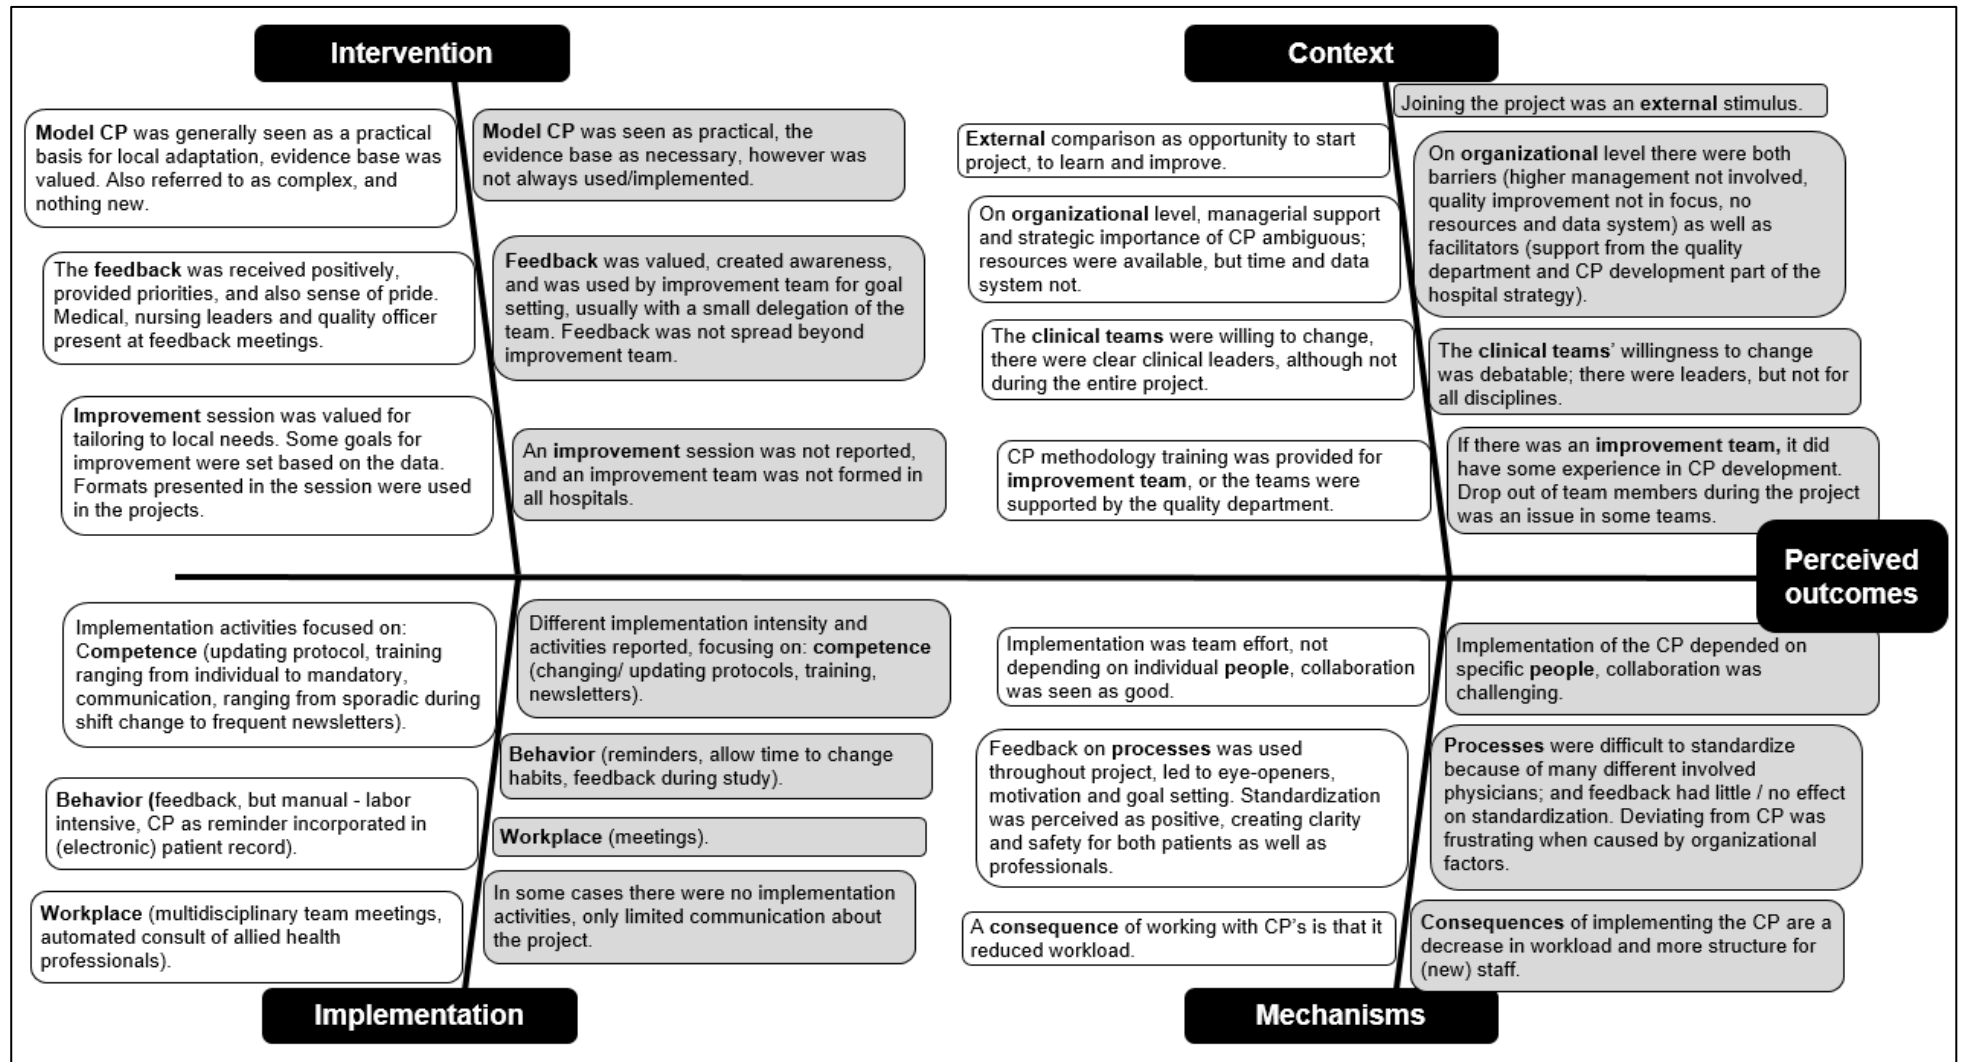 Intervention
Model CP was generally seen as a practical
basis for local adaptation, evidence base was
valued. Also referred to as complex, and
nothing new.
The feedback was received positively,
provided priorities, and also sense of pride.
Medical, nursing leaders and quality officer
present at feedback meetings.
Improvement session was valued for
tailoring to local needs. Some goals for
improvement were set based on the data.
Formats presented in the session were used
in the projects.
Model CP was seen as practical, the
evidence base as necessary, however was
not always used/implemented.
Feedback was valued, created awareness,
and was used by improvement team for goal
setting, usually with a small delegation of the
team. Feedback was not spread beyond
improvement team.
An improvement session was not reported,
and an improvement team was not formed in
all hospitals.
Context
External comparison as opportunity to start
project, to learn and improve.
On organizational level, managerial support
and strategic importance of CP ambiguous;
resources were available, but time and data
system not.
The clinical teams were willing to change,
there were clear clinical leaders, although not
during the entire project.
CP methodology training was provided for
improvement team, or the teams were
supported by the quality department.
Joining the project was an external stimulus.
On organizational level there were both
barriers (higher management not involved,
quality improvement not in focus, no
resources and data system) as well as
facilitators (support from the quality
department and CP development part of the
hospital strategy).
The clinical teams' willingness to change
was debatable; there were leaders, but not for
all disciplines.
If there was an improvement team, it did
have some experience in CP development.
Drop out of team members during the project
was an issue in some teams.
Perceived
outcomes
Implementation activities focused on:
Competence (updating protocol, training
ranging from individual to mandatory,
communication, ranging from sporadic during
shift change to frequent newsletters).
Behavior (feedback, but manual - labor
intensive, CP as reminder incorporated in
(electronic) patient record).
Workplace (multidisciplinary team meetings,
automated consult of allied health
professionals).
Different implementation intensity and
activities reported, focusing on: competence
(changing/ updating protocols, training,
newsletters).
Behavior (reminders, allow time to change
habits, feedback during study).
Workplace (meetings).
In some cases there were no implementation
activities, only limited communication about
the project.
Implementation
Implementation was team effort, not
depending on individual people, collaboration
was seen as good.
Feedback on processes was used
throughout project, led to eye-openers,
motivation and goal setting. Standardization
was perceived as positive, creating clarity
and safety for both patients as well as
professionals.
A consequence of working with CP's is that it
reduced workload.
Implementation of the CP depended on
specific people, collaboration was
challenging.
Processes were difficult to standardize
because of many different involved
physicians; and feedback had little / no effect
on standardization. Deviating from CP was
frustrating when caused by organizational
factors.
Consequences of implementing the CP are a
decrease in workload and more structure for
(new) staff.
Mechanisms